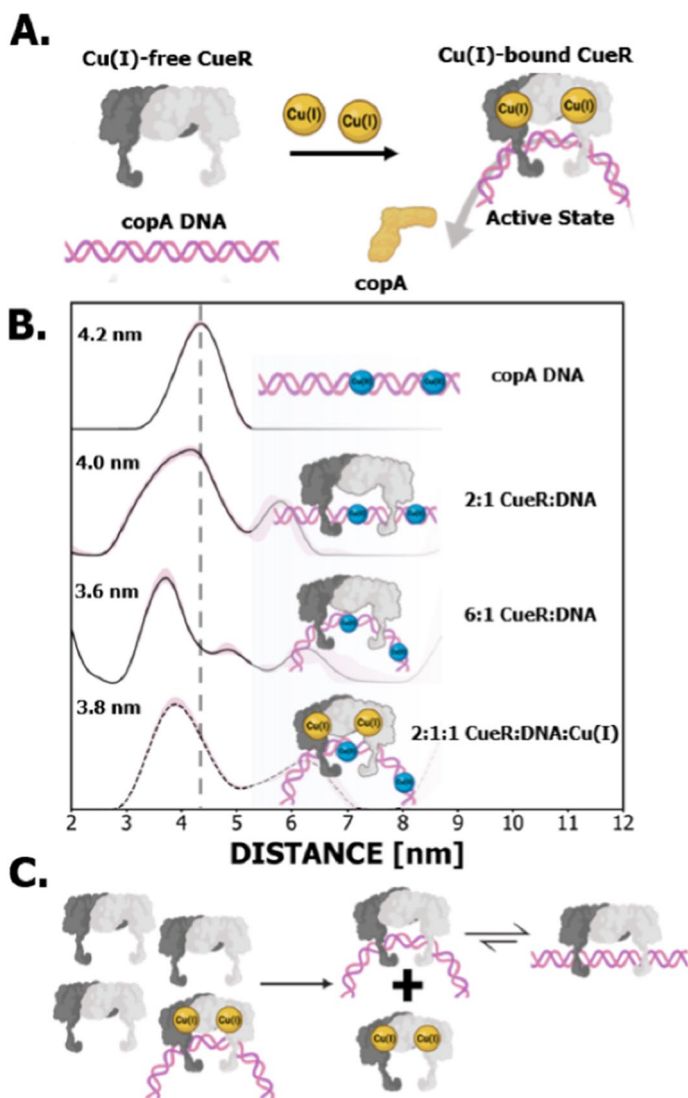 A.
Cu(I)-free CueR
Cu(I)-bound CueR
Cu(I)
Cu(I)
Cu(I)
Cu(I)
copA DNA
Active State
copA
B.
4.2 nm
copA DNA
4.0 nm
2:1 CueR:DNA
3.6 nm
6:1 CueR:DNA
3.8 nm
Cu(I)
Cu(I)
2:1:1 CueR:DNA:Cu(I)
2 3 4 5 6 7 8 9 10 11 12
DISTANCE [nm]
C.
+
Cu(I)
Cu(I)
Cu(I)
Cu(I)